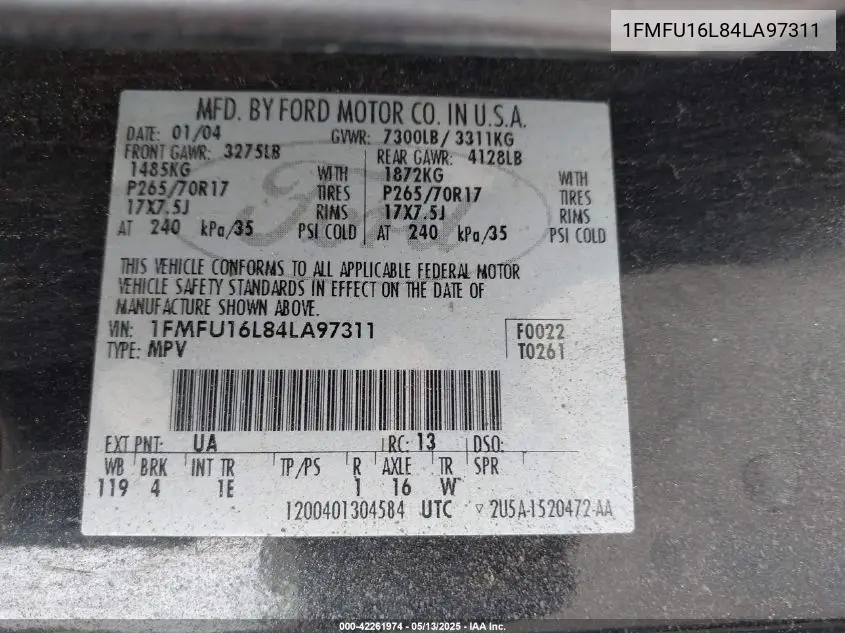 1FMFU16L84LA97311
MFD. BY FORD MOTOR CO. IN U.S.A.
DATE: 01/04 GVWR: 7300LB/ 3311KG
FRONT GAWR: 3275LB REAR GAWR: 4128LB
1485KG WITH 1872KG WITH
P265/70R17 TIRES P265/70R17 TIRES
17X7.5J RIMS 17X7.5J RIMS
AT 240 kPa/35 PSI COLD AT 240 kPa/35 PSI COLD
Ford
THIS VEHICLE CONFORMS TO ALL APPLICABLE FEDERAL MOTOR
VEHICLE SAFETY STANDARDS IN EFFECT ON THE DATE OF
MANUFACTURE SHOWN ABOVE.
VIN: 1FMFU16L84LA97311 F0022
TYPE: MPV T0261
EXT PNT: UA RC: 13 DSO:
WB BRK INT TR TP/PS R AXLE TR SPR
119 4 1E 1 16 W
1200401304584 UTC ▽ 2U5A-1520472-AA
000-42261974 - 05/13/2025 - IAA Inc.